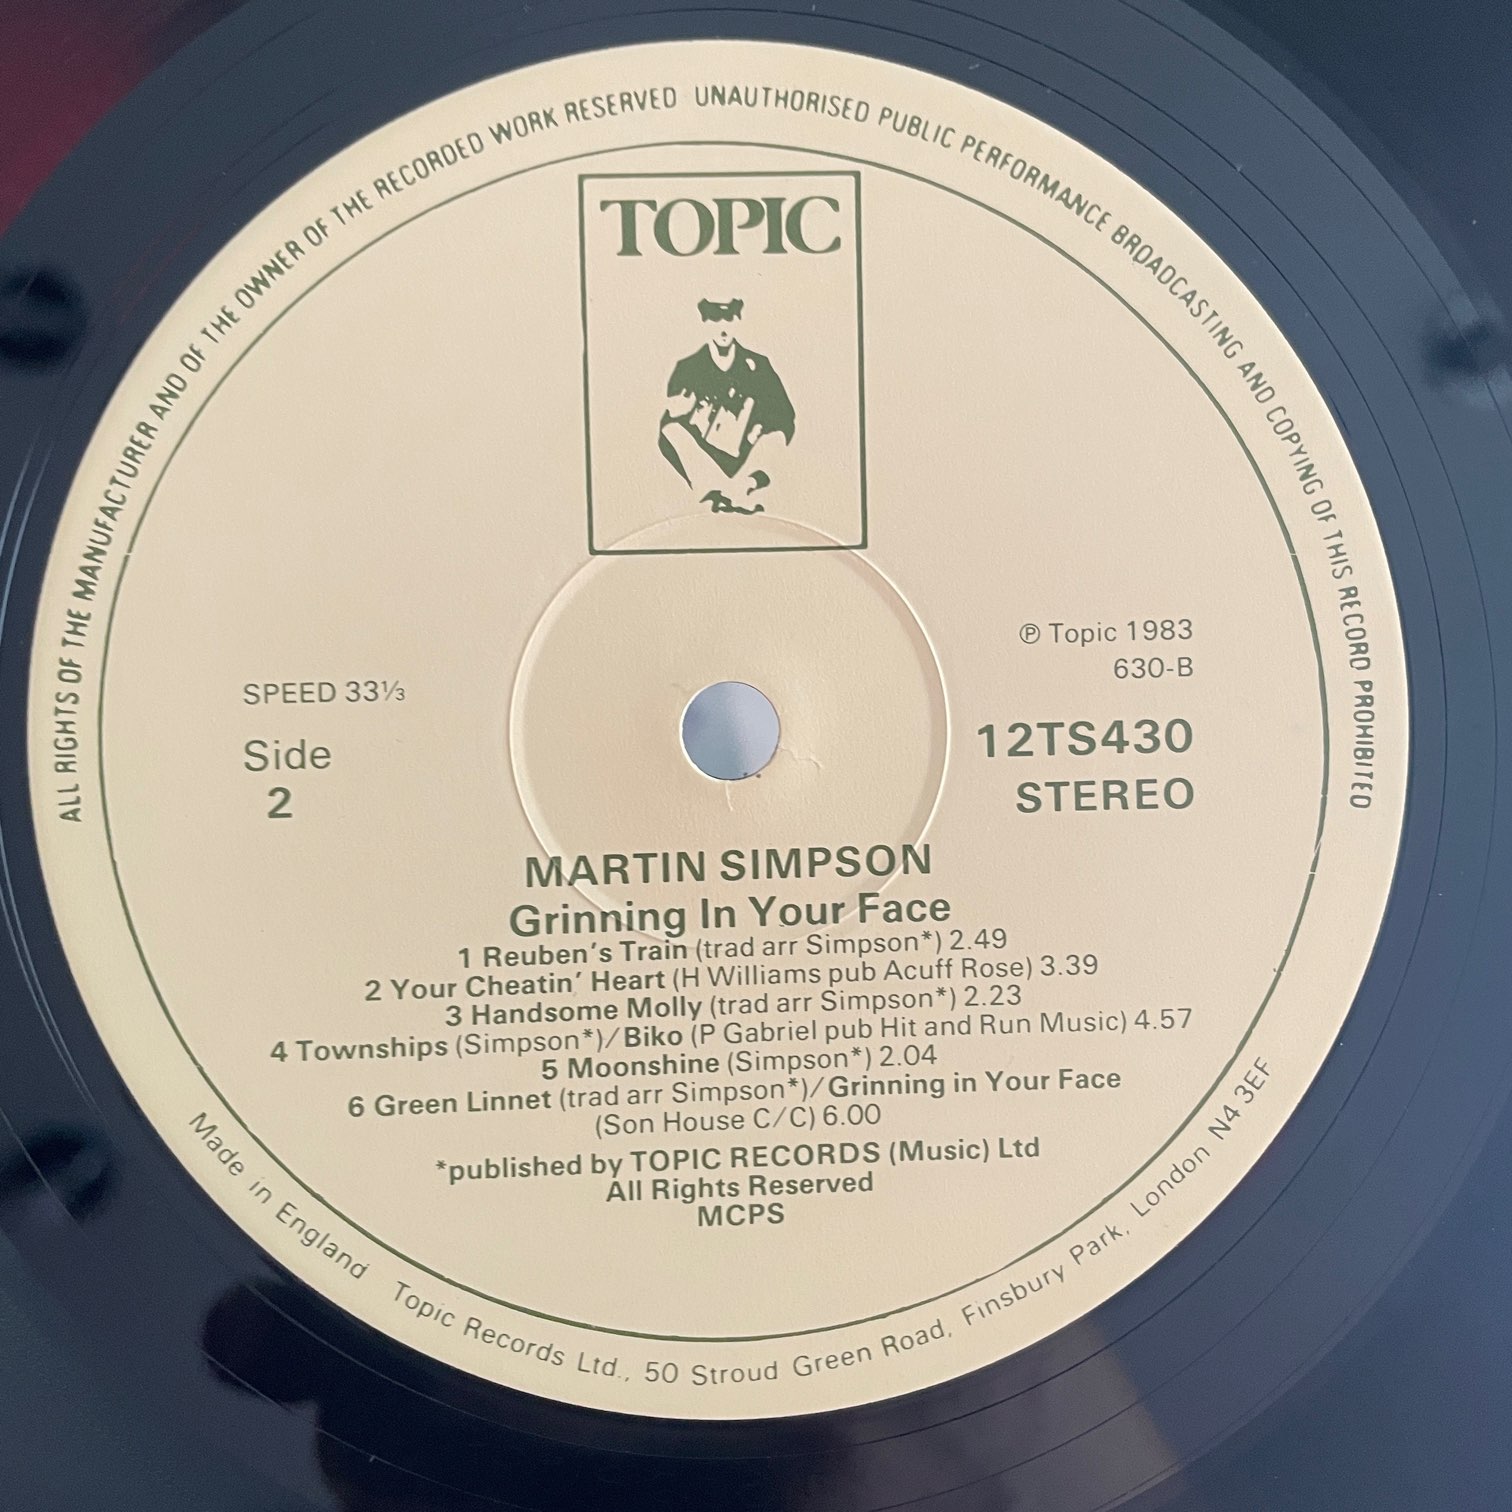 ALL RIGHTS OF THE MANUFACTURER AND OF THE OWNER OF THE RECORDED WORK RESERVED UNAUTHORISED PUBLIC PERFORMANCE BROADCASTING AND COPYING OF THIS RECORD PROHIBITED
TOPIC
℗ Topic 1983
630-B
SPEED 33⅓
12TS430
Side
2
STEREO
MARTIN SIMPSON
Grinning In Your Face
1 Reuben's Train (trad arr Simpson*) 2.49
2 Your Cheatin' Heart (H Williams pub Acuff Rose) 3.39
3 Handsome Molly (trad arr Simpson*) 2.23
4 Townships (Simpson*)/Biko (P Gabriel pub Hit and Run Music) 4.57
5 Moonshine (Simpson*) 2.04
6 Green Linnet (trad arr Simpson*)/Grinning in Your Face
(Son House C/C) 6.00
*published by TOPIC RECORDS (Music) Ltd
All Rights Reserved
MCPS
Made in England Topic Records Ltd., 50 Stroud Green Road, Finsbury Park, London N4 3EF